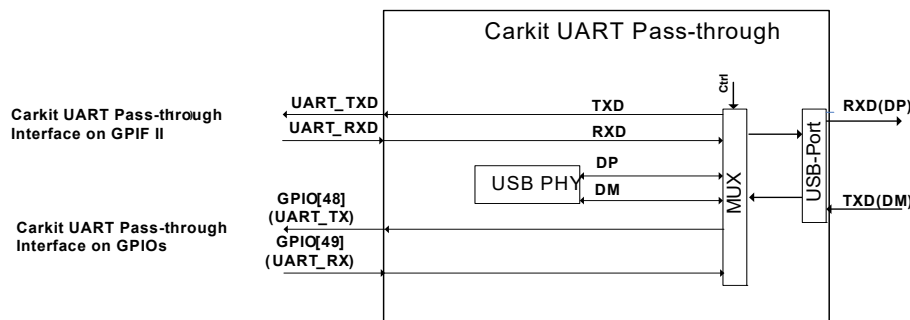 Carkit UART Pass-through
Ctrl
Carkit UART Pass-through
Interface on GPIF II
UART_TXD
TXD
UART_RXD
RXD
RXD(DP)
USB PHY
DP
DM
MUX
USB-Port
TXD(DM)
Carkit UART Pass-through
Interface on GPIOs
GPIO[48]
(UART_TX)
GPIO[49]
(UART_RX)